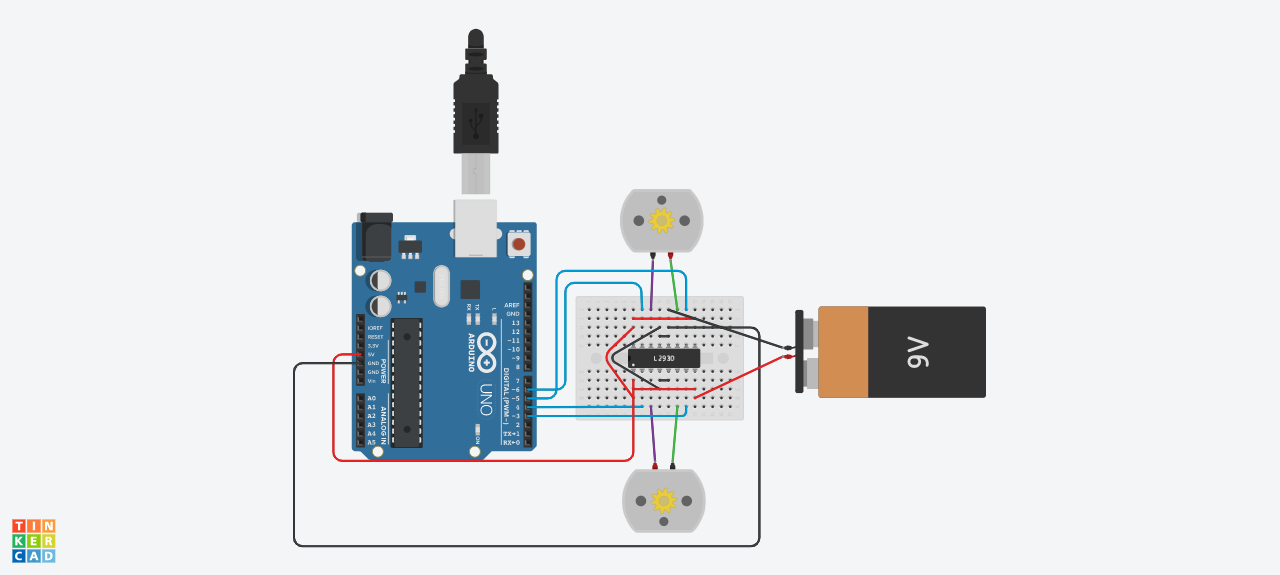 AREF
GND
13
12
~11
~10
~9
8
7
~6
~5
4
~3
2
TX→1
RX←0
IOREF
RESET
3.3V
5V
GND
GND
Vin
POWER
A0
A1
A2
A3
A4
A5
ANALOG IN
RX
TX
L
ARDUINO
UNO
DIGITAL (PWM~)
ON
L293D
9V
TIN
KER
CAD